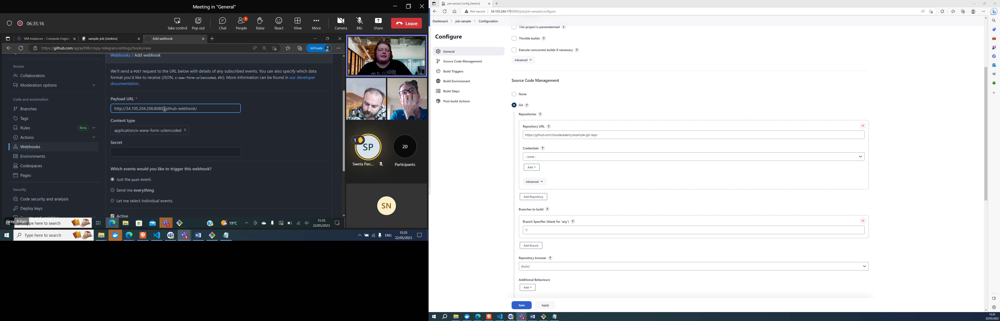 Meeting in "General"
06:35:16
Take control
Pop out
Chat
1
People
Raise
React
View
More
Camera
Mic
Share
Leave
VM instances – Compute Engine
sample-job [Jenkins]
Add webhook
https://github.com/agray998/crispy-telegram/settings/hooks/new
InPrivate
Access
Collaborators
Moderation options
Code and automation
Branches
Tags
Rules
Beta
Actions
Webhooks
Environments
Codespaces
Pages
Security
Code security and analysis
Deploy keys
Webhooks / Add webhook
We'll send a POST request to the URL below with details of any subscribed events. You can also specify which data
format you'd like to receive (JSON, x-www-form-urlencoded, etc). More information can be found in our developer
documentation.
Payload URL *
http://34.105.204.206:8080/github-webhook/
Content type
application/x-www-form-urlencoded
Secret
Which events would you like to trigger this webhook?
Just the push event.
Send me everything.
Let me select individual events.
Active
OLD SCHOOL
1
SP
Sweta Pan...
20
Participants
SN
Gray, Adam
Type here to search
1
19°C
15:35
22/05/2023
Type here to search
6
ENG
15:35
22/05/2023
job-sample Config [Jenkins]
Not secure
34.105.244.170:8080/job/job-sample/configure
Dashboard
job-sample
Configuration
Configure
General
Source Code Management
Build Triggers
Build Environment
Build Steps
Post-build Actions
This project is parameterised ?
Throttle builds ?
Execute concurrent builds if necessary ?
Advanced
Source Code Management
None
Git ?
Repositories ?
Repository URL ?
https://github.com/cloudacademy/example-git-repo
Credentials ?
- none -
Add
Advanced
Add Repository
Branches to build ?
Branch Specifier (blank for 'any') ?
*/
Add Branch
Repository browser ?
(Auto)
Additional Behaviours
Add
Save
Apply
6
15:35
22/05/2023